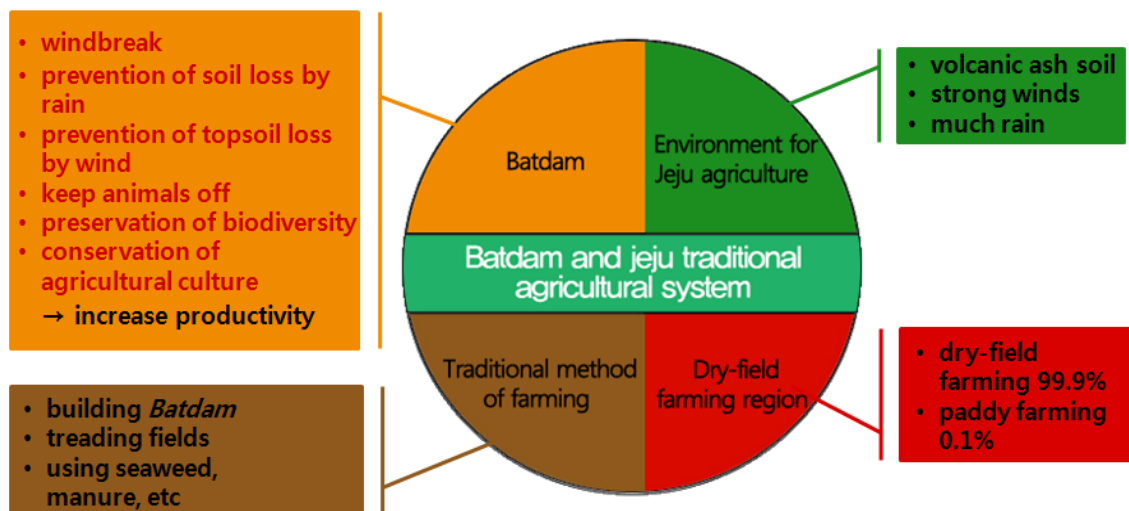 • windbreak
• prevention of soil loss by
rain
• prevention of topsoil loss
by wind
• keep animals off
• preservation of biodiversity
• conservation of
agricultural culture
→ increase productivity
Batdam
Environment for
Jeju agriculture
• volcanic ash soil
• strong winds
• much rain
Batdam and jeju traditional
agricultural system
Traditional method
of farming
Dry-field
farming region
• building Batdam
• treading fields
• using seaweed,
manure, etc
• dry-field
farming 99.9%
• paddy farming
0.1%